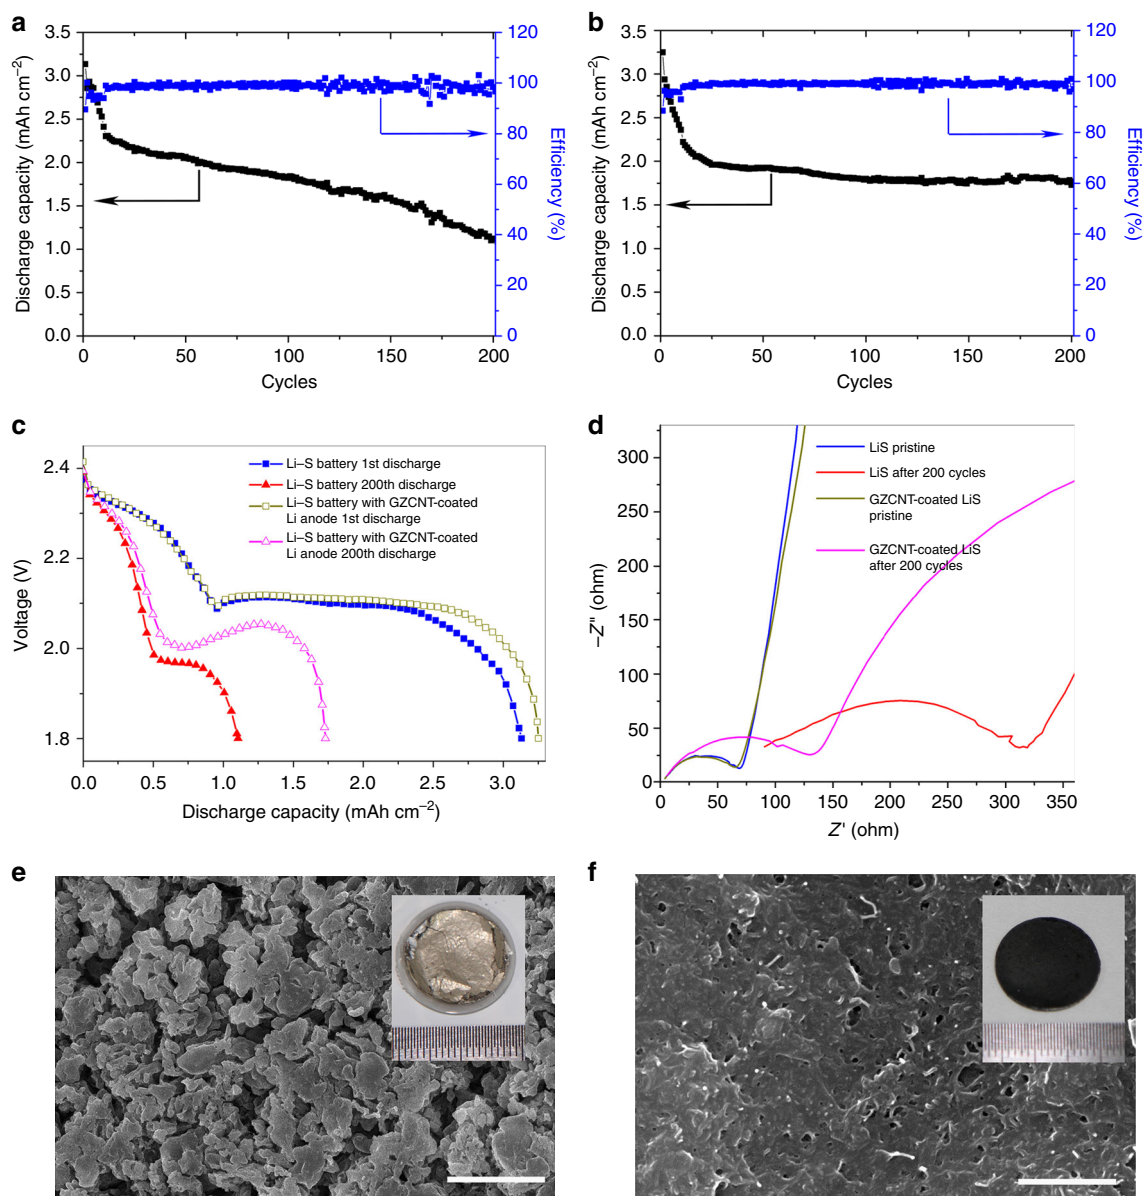 a
3.5
3.0
2.5
2.0
1.5
1.0
0.5
0.0
Discharge capacity (mAh cm–2)
0
50
100
150
200
Cycles
120
100
80
60
40
20
0
Efficiency (%)
b
3.5
3.0
2.5
2.0
1.5
1.0
0.5
0.0
Discharge capacity (mAh cm–2)
0
50
100
150
200
Cycles
120
100
80
60
40
20
0
Efficiency (%)
c
2.4
2.2
2.0
1.8
Voltage (V)
Li–S battery 1st discharge
Li–S battery 200th discharge
Li–S battery with GZCNT-coated
Li anode 1st discharge
Li–S battery with GZCNT-coated
Li anode 200th discharge
0.0
0.5
1.0
1.5
2.0
2.5
3.0
Discharge capacity (mAh cm–2)
d
300
250
200
150
100
50
0
–Z" (ohm)
LiS pristine
LiS after 200 cycles
GZCNT-coated LiS
pristine
GZCNT-coated LiS
after 200 cycles
0
50
100
150
200
250
300
350
Z' (ohm)
e
f